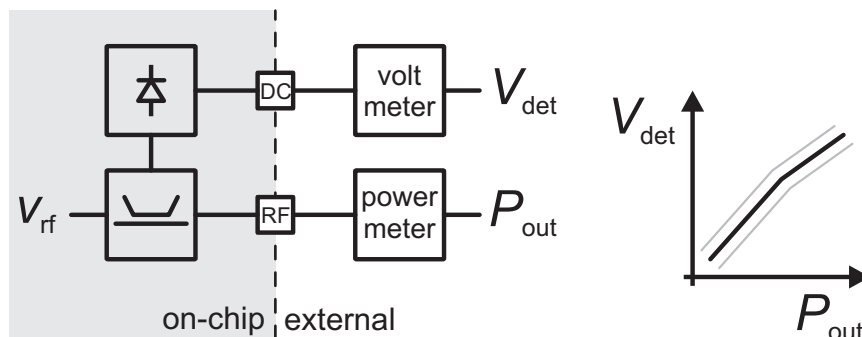 DC
volt
meter
V_det
v_rf
RF
power
meter
P_out
on-chip
external
V_det
P_out